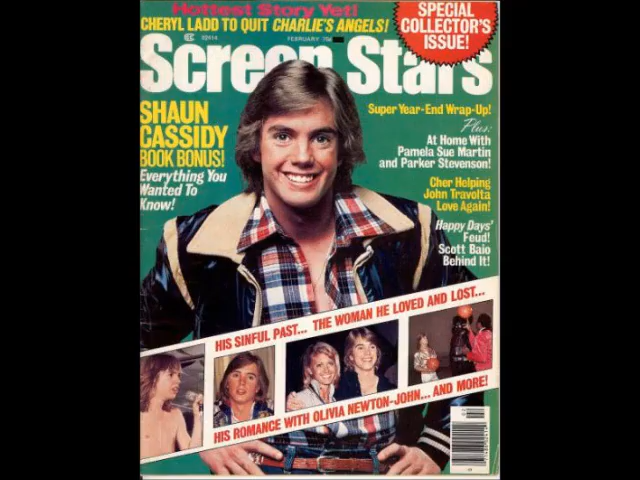 Hottest Story Yet!
CHERYL LADD TO QUIT CHARLIE'S ANGELS!
SPECIAL
COLLECTOR'S
ISSUE!
FEBRUARY
Screen Stars
SHAUN
CASSIDY
BOOK BONUS!
Everything You
Wanted To
Know!
Super Year-End Wrap-Up!
Plus:
At Home With
Pamela Sue Martin
and Parker Stevenson!
Cher Helping
John Travolta
Love Again!
Happy Days'
Feud!
Scott Baio
Behind It!
HIS SINFUL PAST... THE WOMAN HE LOVED AND LOST...
HIS ROMANCE WITH OLIVIA NEWTON-JOHN... AND MORE!